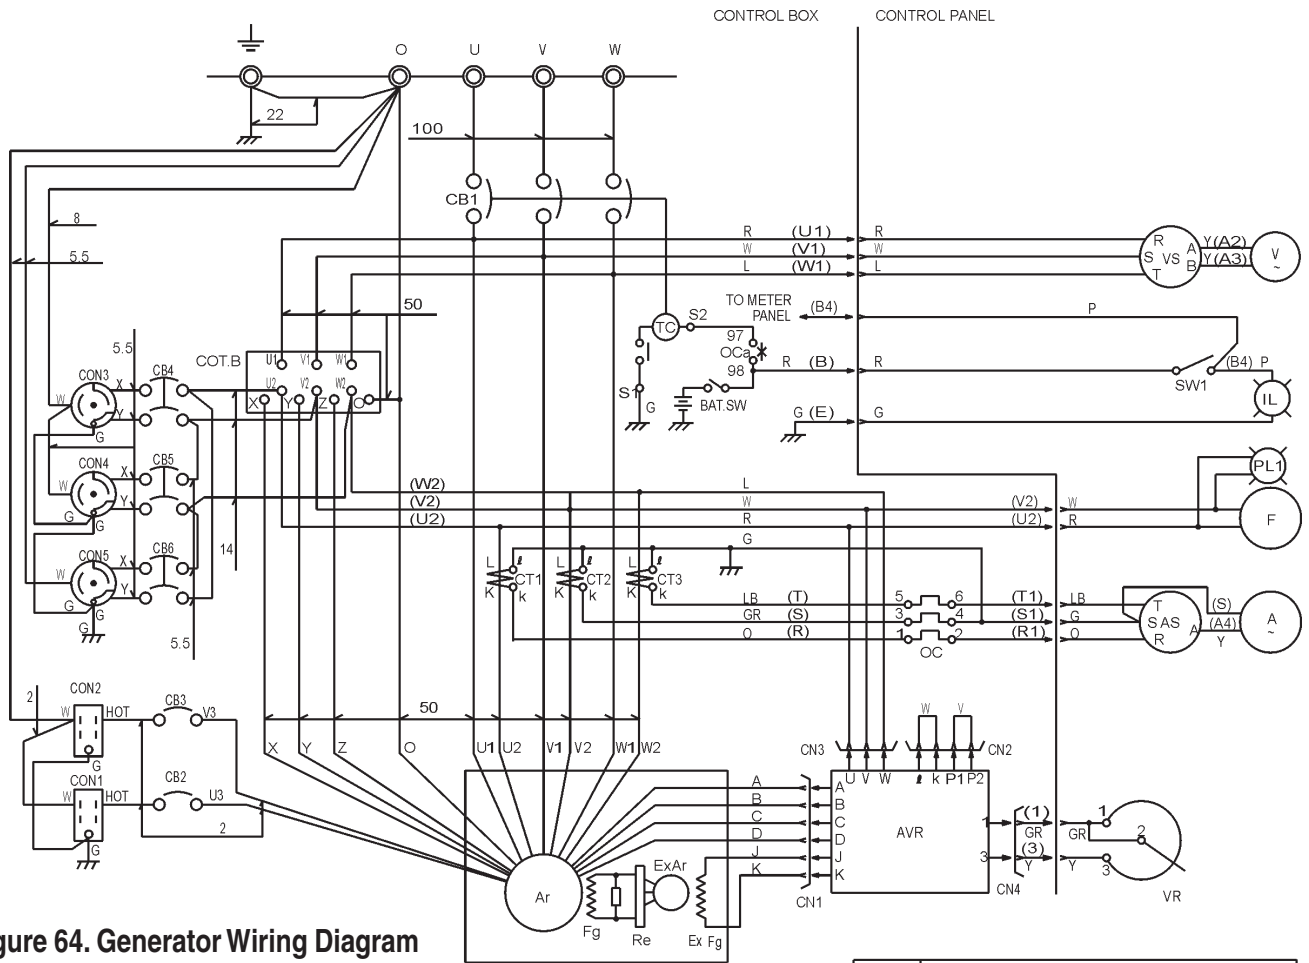 CONTROL BOX CONTROL PANEL
O U V W
22
100
CB1
8
5.5
R (U1) R
W (V1) W
L (W1) L
R S T VS A B
Y(A2)
Y(A3)
V ~
50
TO METER PANEL (B4) P
TC S2
97
OCa
98
R (B) R
SW1 (B4) P
IL
S1 G
BAT.SW
G (E) G
5.5
COT.B
U1 V1 W1
U2 V2 W2
X Y Z O
CON3 X CB4
W Y
G
CON4 X CB5
W Y
G G
CON5 X CB6
W Y
G G
G
14
5.5
(W2) L
(V2) W (V2) W
(U2) R (U2) R
G
PL1
F
L ℓ L ℓ L ℓ
CT1 CT2 CT3
K k K k K k
LB (T) 5 6 (T1) LB
GR (S) 3 4 (S1) G
O (R) 1 2 (R1) O
OC
T S AS R A
(S)
(A4)
Y
A ~
2 CON2
W HOT CB3 V3
G
CON1
W HOT CB2 U3
G
2
50
X Y Z O U1 U2 V1 V2 W1 W2
CN3 W V CN2
U V W ℓ k P1 P2
A A
B B
C C
D D
J J
K K
AVR
CN1
1 (1) GR GR 1
3 (3) Y Y 3
2
CN4
VR
Ar Fg Re ExAr Ex Fg
gure 64. Generator Wiring Diagram